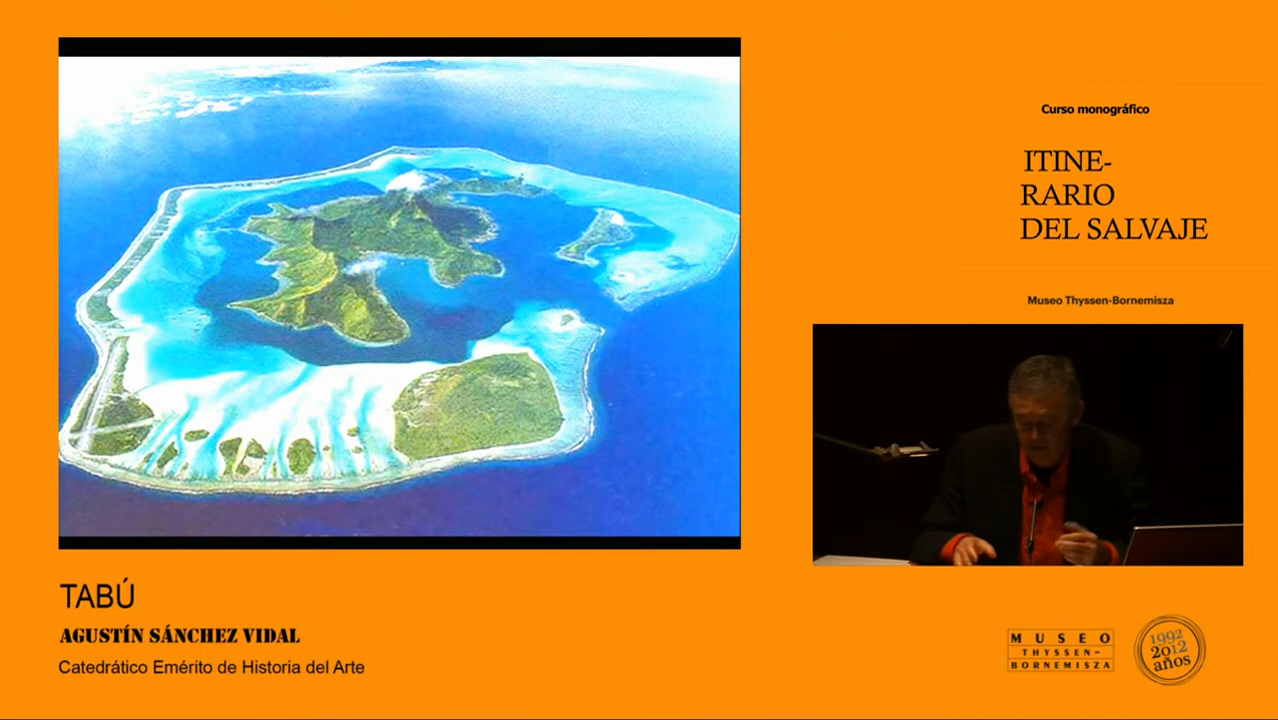 Curso monográfico
ITINE-
RARIO
DEL SALVAJE
Museo Thyssen-Bornemisza
TABÚ
AGUSTÍN SÁNCHEZ VIDAL
Catedrático Emérito de Historia del Arte
MUSEO
THYSSEN-
BORNEMISZA
1992
2012
años